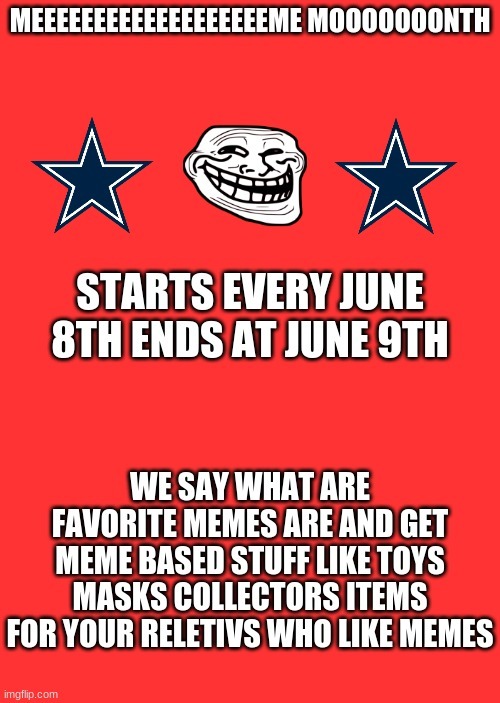 MEEEEEEEEEEEEEEEEEEEME MOOOOOOONTH
STARTS EVERY JUNE
8TH ENDS AT JUNE 9TH
WE SAY WHAT ARE
FAVORITE MEMES ARE AND GET
MEME BASED STUFF LIKE TOYS
MASKS COLLECTORS ITEMS
FOR YOUR RELETIVS WHO LIKE MEMES
imgflip.com